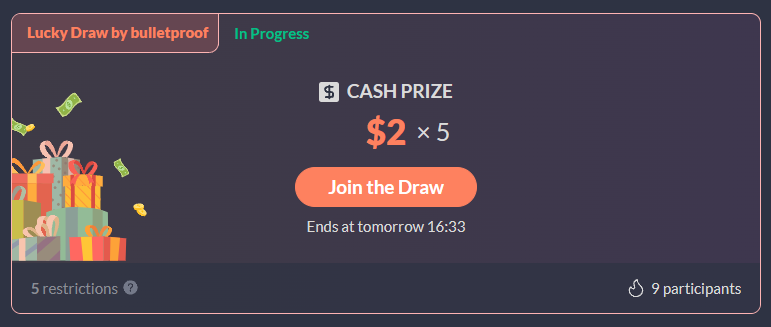 Lucky Draw by bulletproof
In Progress
$ CASH PRIZE
$2 × 5
Join the Draw
Ends at tomorrow 16:33
5 restrictions ?
9 participants